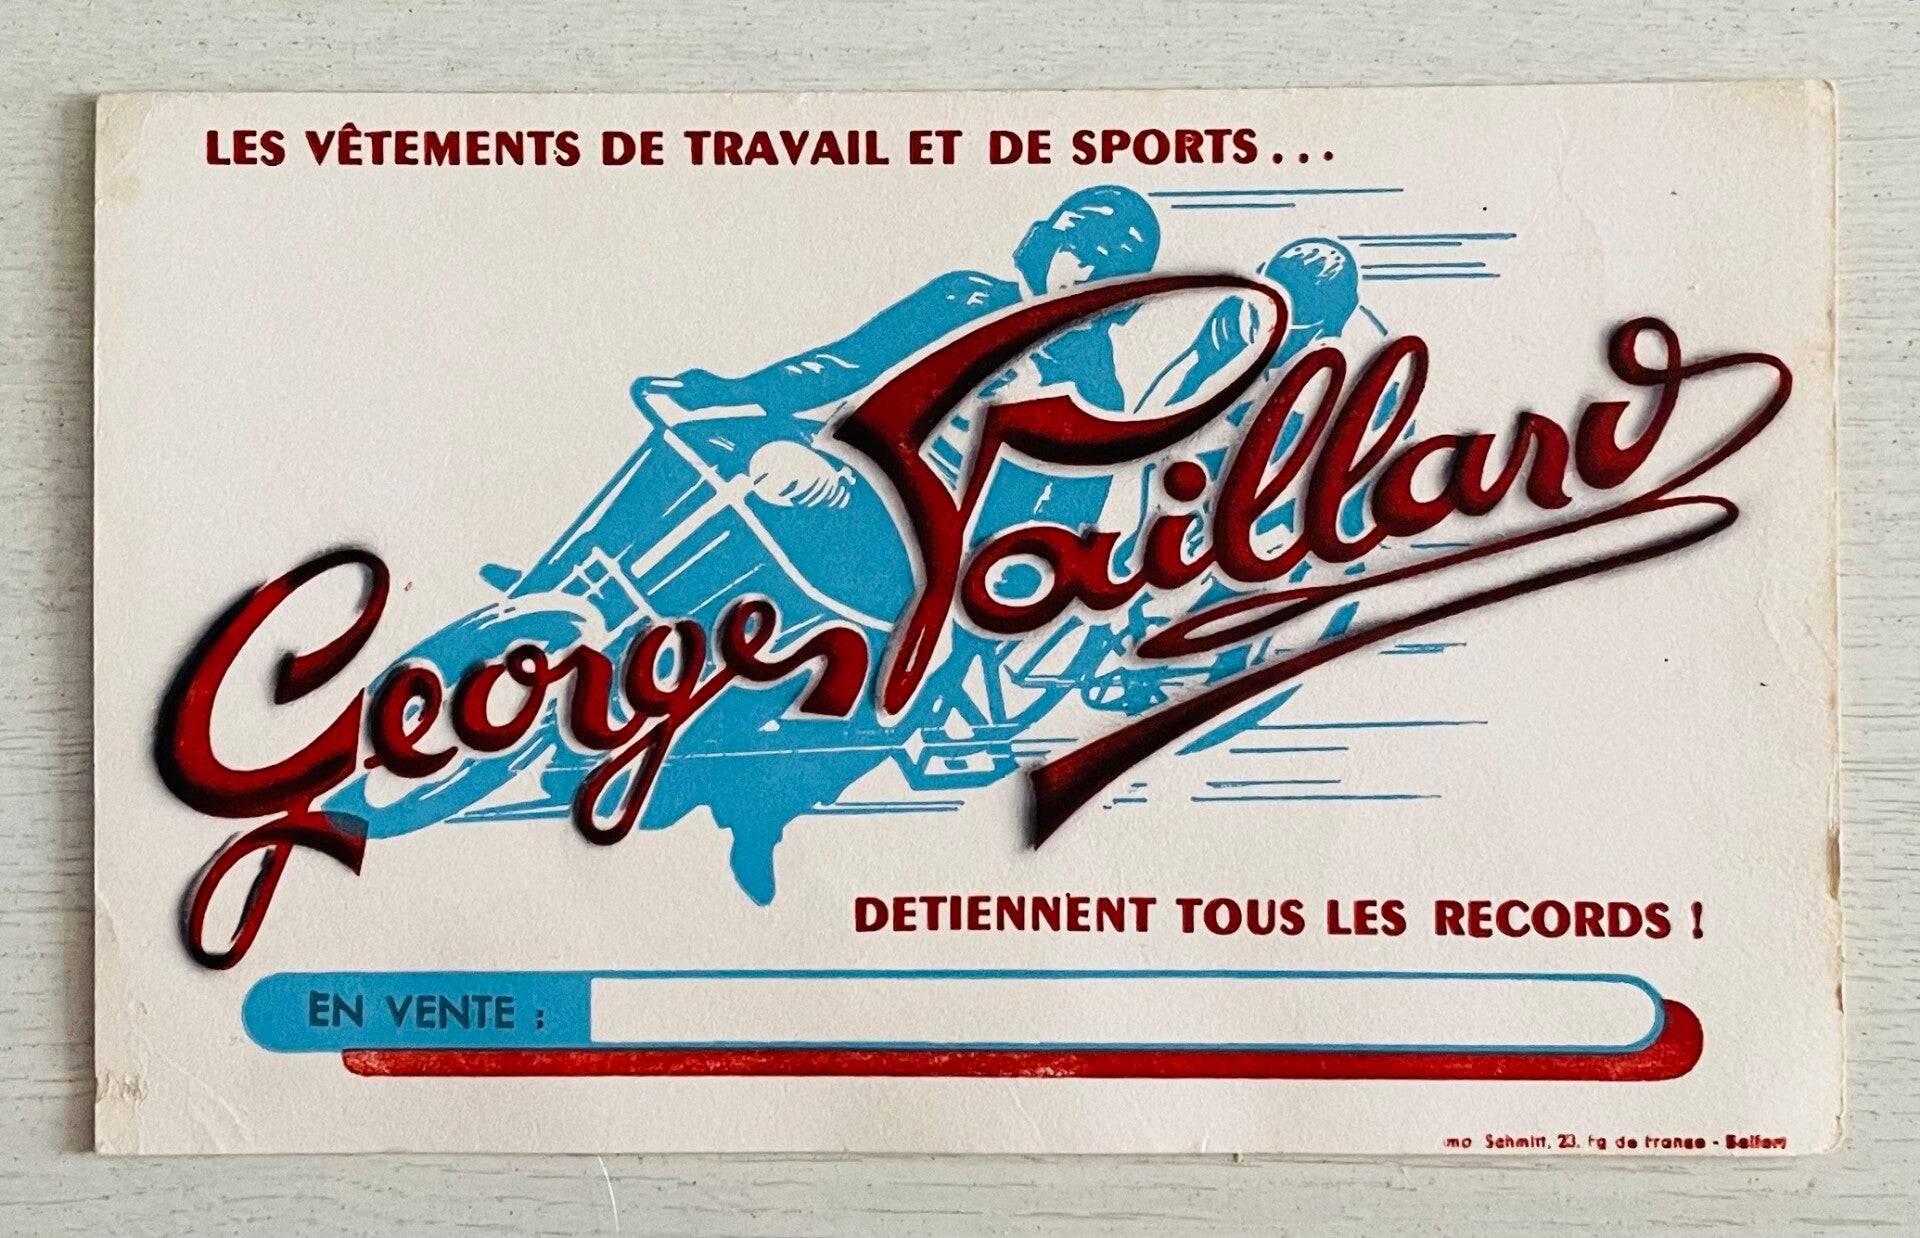 LES VÊTEMENTS DE TRAVAIL ET DE SPORTS...
Georges Paillard
DETIENNENT TOUS LES RECORDS !
EN VENTE :
Schmitt, 23, fg de France - Belfort